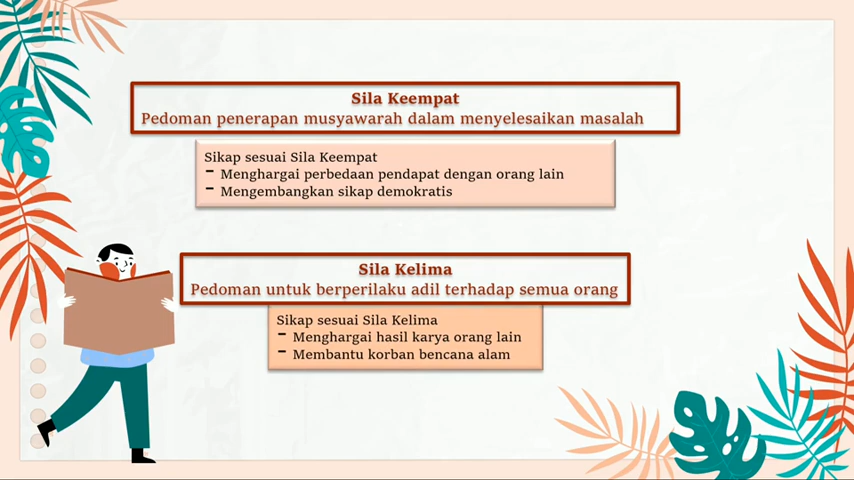 Sila Keempat
Pedoman penerapan musyawarah dalam menyelesaikan masalah
Sikap sesuai Sila Keempat
- Menghargai perbedaan pendapat dengan orang lain
- Mengembangkan sikap demokratis
Sila Kelima
Pedoman untuk berperilaku adil terhadap semua orang
Sikap sesuai Sila Kelima
- Menghargai hasil karya orang lain
- Membantu korban bencana alam